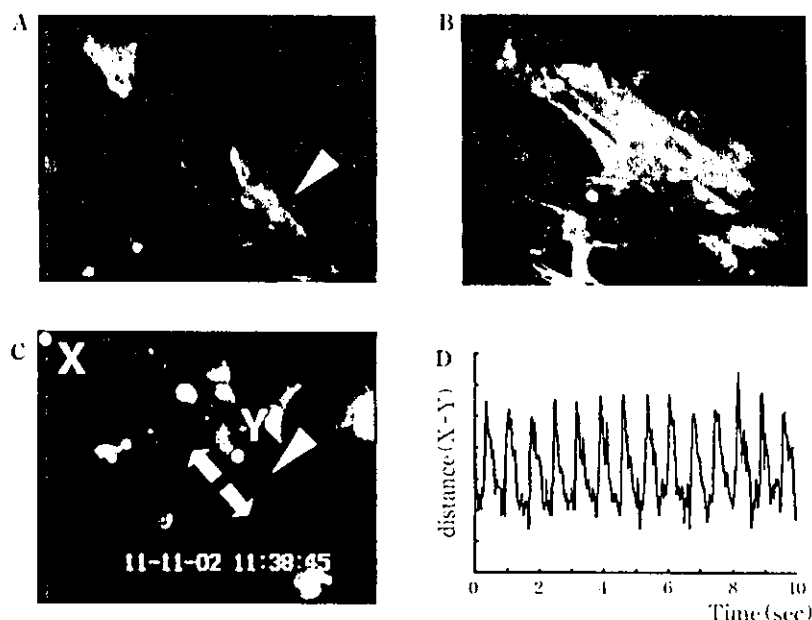 A
B
C
X
Y
11-11-02 11:38:45
D
distance(X-Y)
0 2 4 6 8 10
Time(sec)